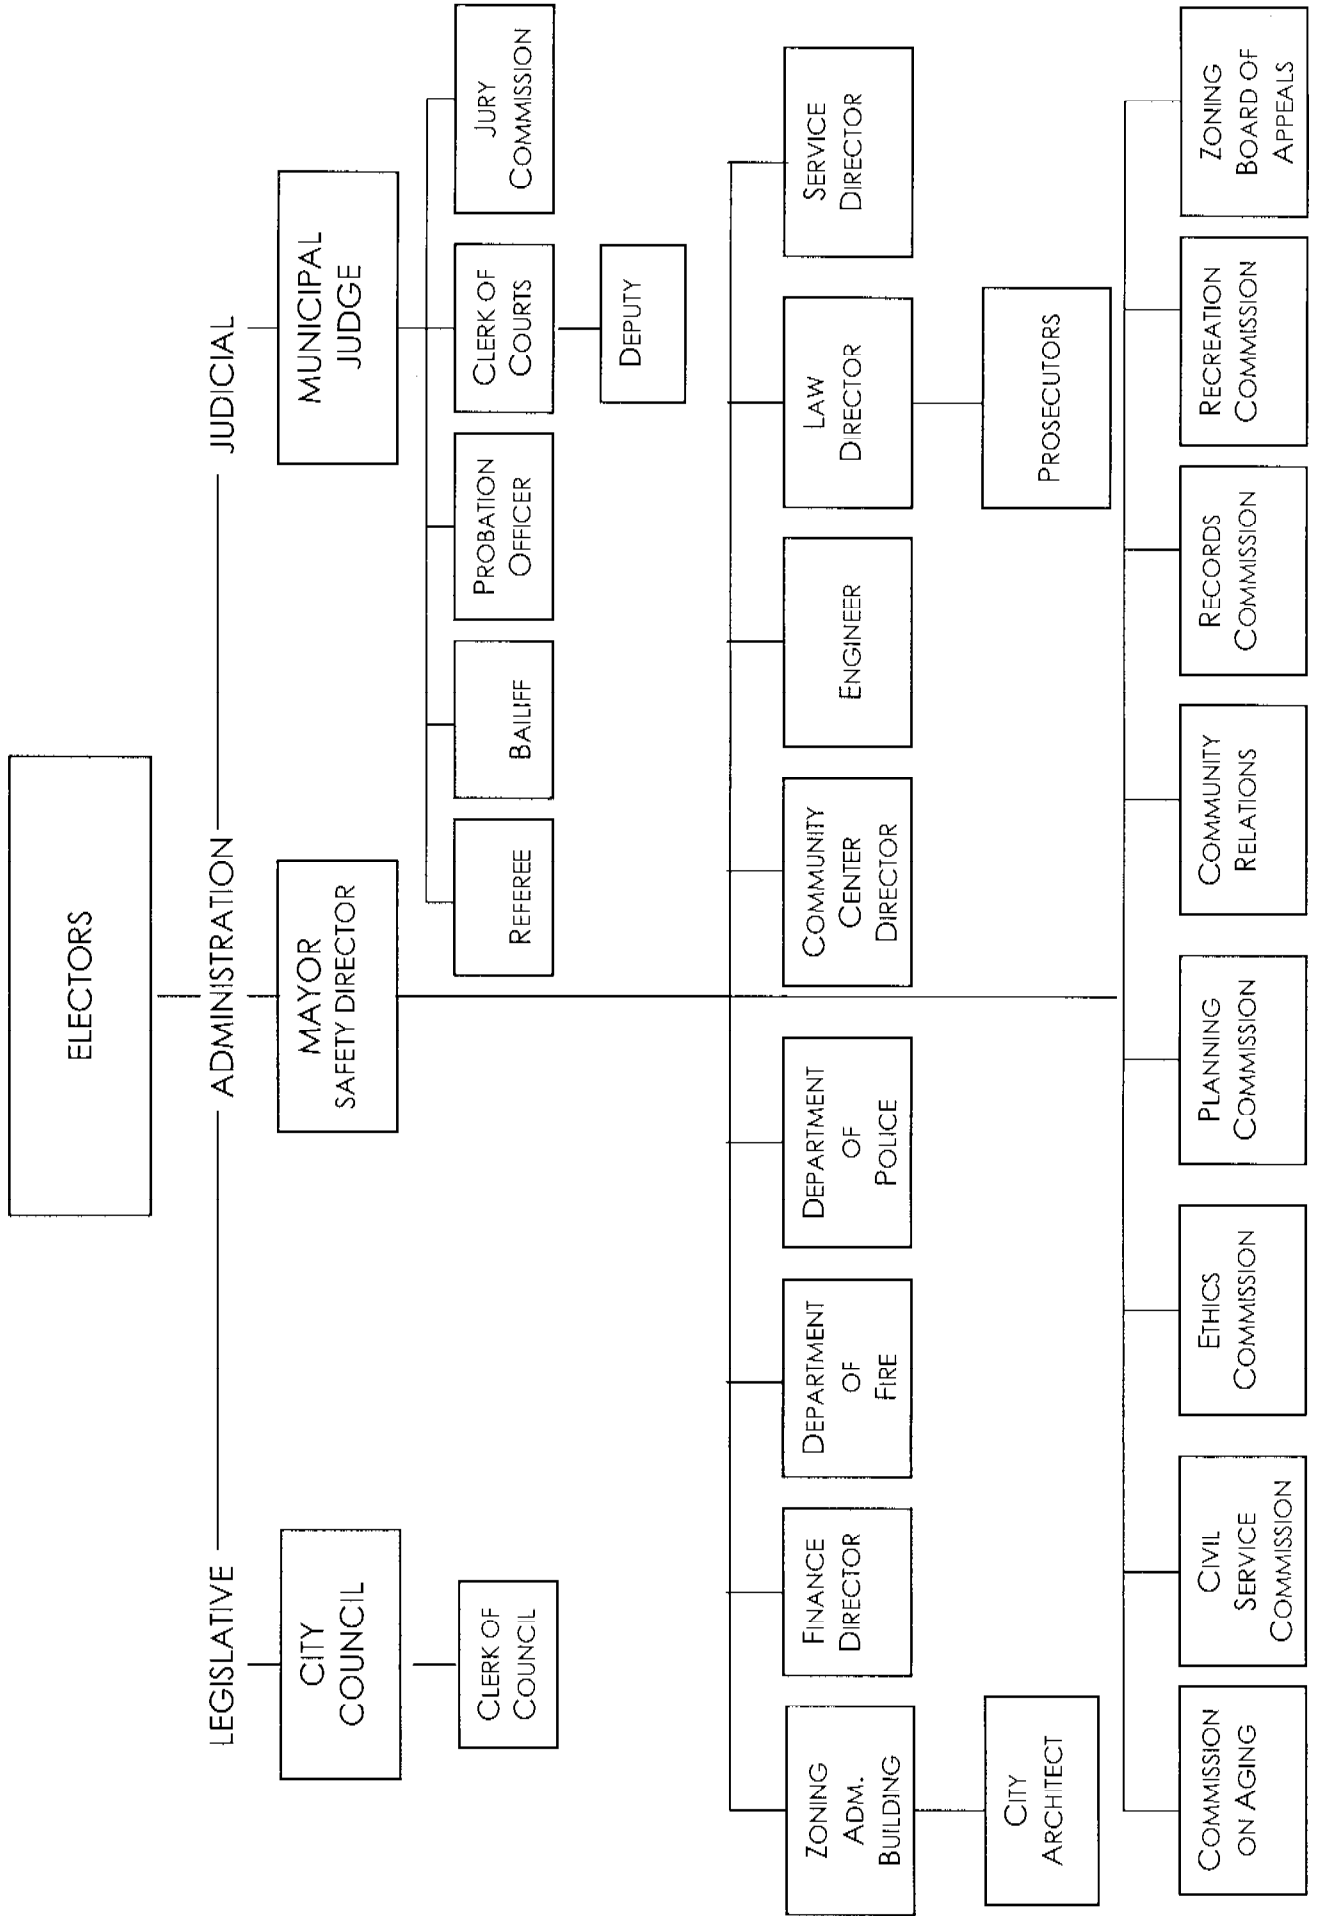 ELECTORS
LEGISLATIVE
ADMINISTRATION
JUDICIAL
CITY
COUNCIL
MAYOR
SAFETY DIRECTOR
MUNICIPAL
JUDGE
CLERK OF
COUNCIL
REFEREE
BAILIFF
PROBATION
OFFICER
CLERK OF
COURTS
JURY
COMMISSION
DEPUTY
ZONING
ADM.
BUILDING
FINANCE
DIRECTOR
DEPARTMENT
OF
FIRE
DEPARTMENT
OF
POLICE
COMMUNITY
CENTER
DIRECTOR
ENGINEER
LAW
DIRECTOR
SERVICE
DIRECTOR
CITY
ARCHITECT
PROSECUTORS
COMMISSION
ON AGING
CIVIL
SERVICE
COMMISSION
ETHICS
COMMISSION
PLANNING
COMMISSION
COMMUNITY
RELATIONS
RECORDS
COMMISSION
RECREATION
COMMISSION
ZONING
BOARD OF
APPEALS